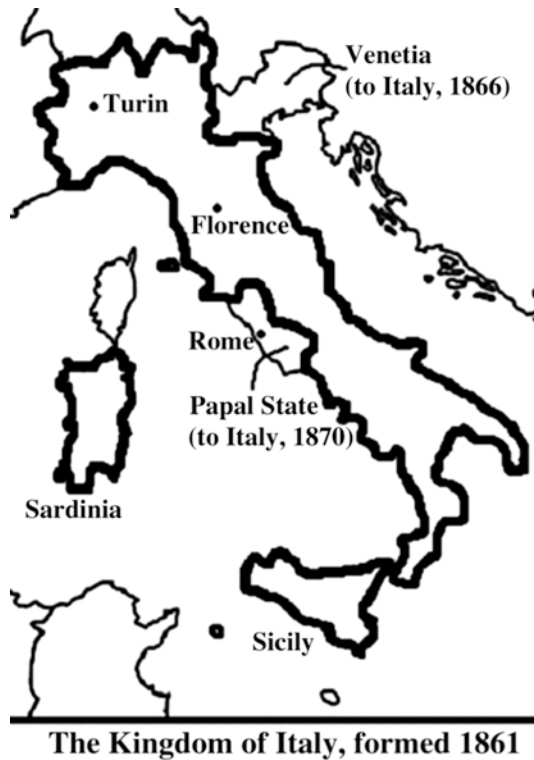 Venetia
(to Italy, 1866)
Turin
Florence
Rome
Papal State
(to Italy, 1870)
Sardinia
Sicily
The Kingdom of Italy, formed 1861